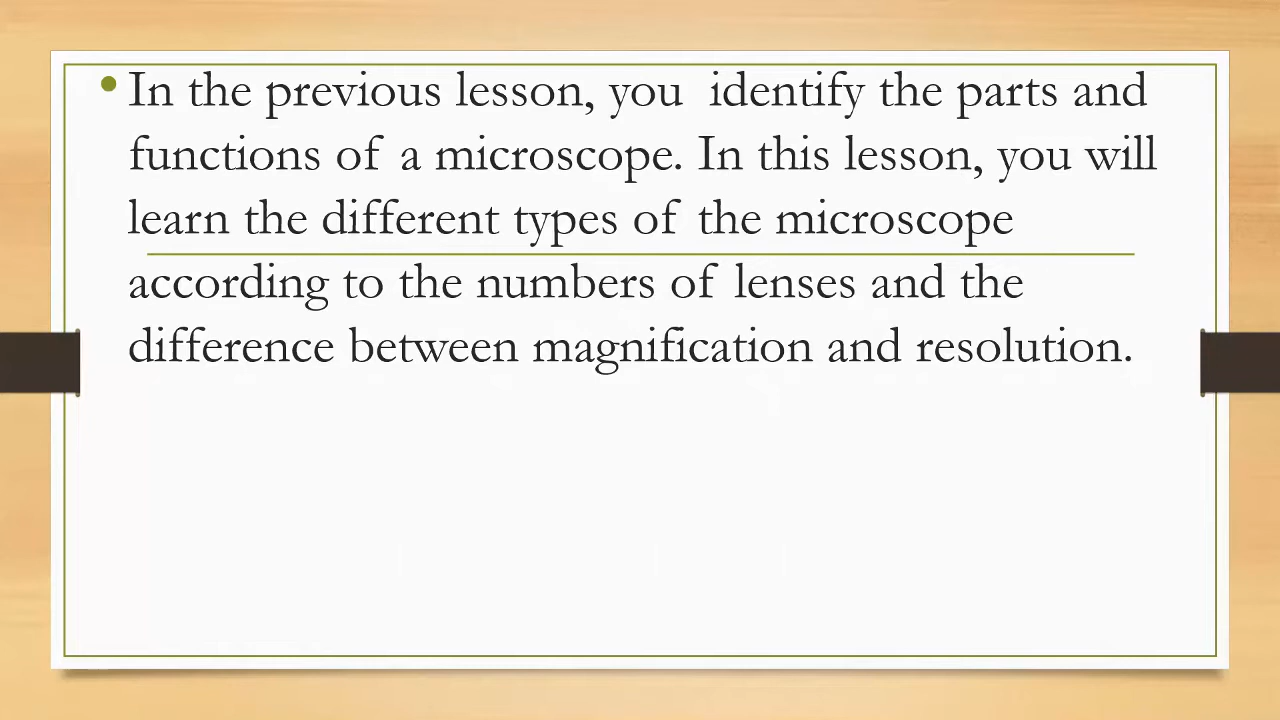 • In the previous lesson, you  identify the parts and
functions of a microscope. In this lesson, you will
learn the different types of the microscope
according to the numbers of lenses and the
difference between magnification and resolution.